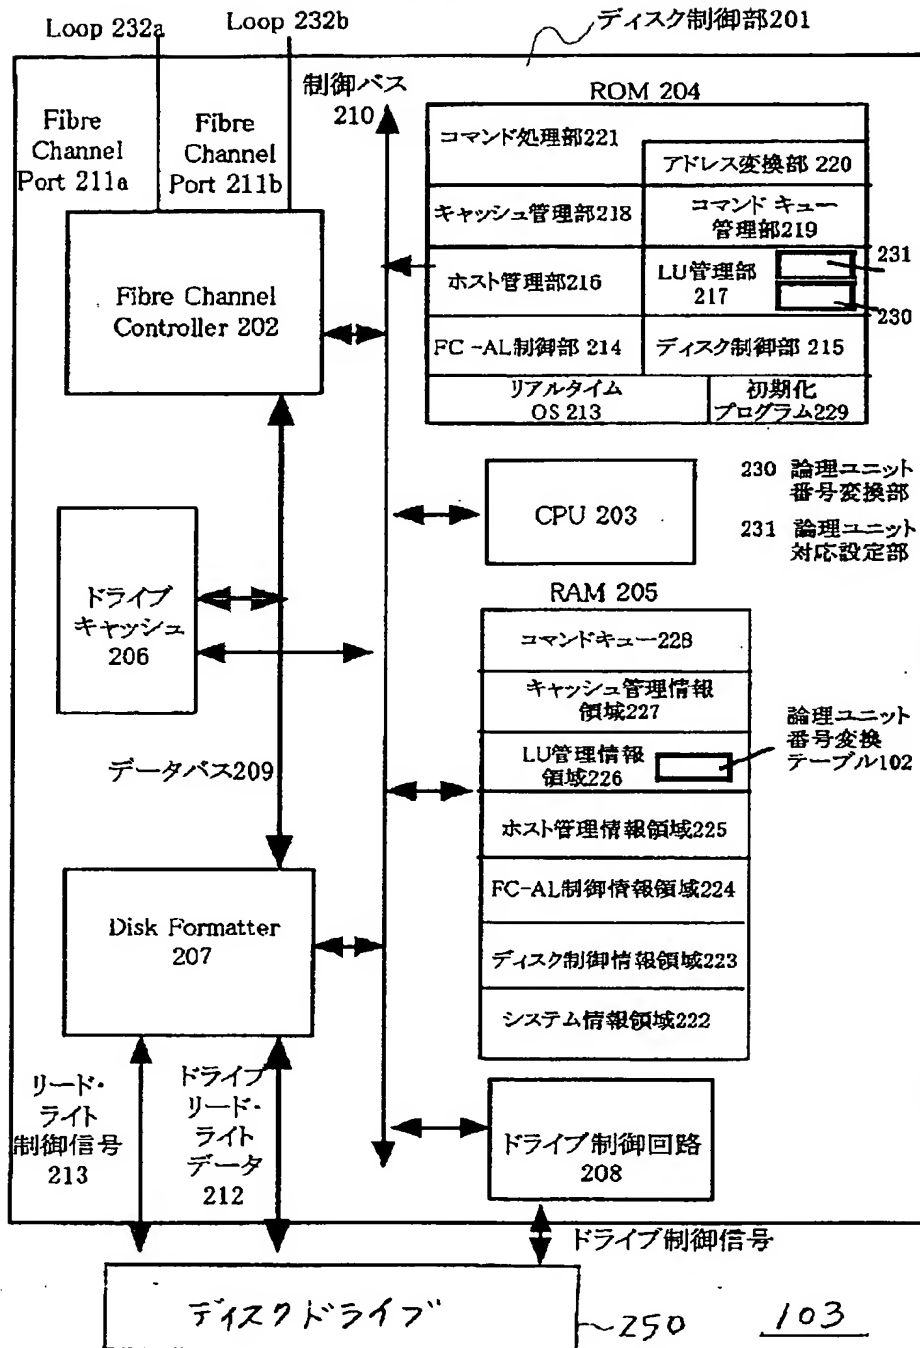 Loop 232a
Loop 232b
ディスク制御部201
Fibre
Channel
Port 211a
Fibre
Channel
Port 211b
制御バス
210
ROM 204
コマンド処理部221
アドレス変換部 220
キャッシュ管理部218
コマンド キュー
管理部219
ホスト管理部216
LU管理部
217
231
230
FC-AL制御部 214
ディスク制御部 215
リアルタイム
OS 213
初期化
プログラム229
Fibre Channel
Controller 202
CPU 203
230 論理ユニット
番号変換部
231 論理ユニット
対応設定部
ドライブ
キャッシュ
206
RAM 205
コマンドキュー228
キャッシュ管理情報
領域227
LU管理情報
領域226
論理ユニット
番号変換
テーブル102
ホスト管理情報領域225
FC-AL制御情報領域224
ディスク制御情報領域223
システム情報領域222
データバス209
Disk Formatter
207
リード・
ライト
制御信号
213
ドライブ
リード・
ライト
データ
212
ドライブ制御回路
208
ドライブ制御信号
ディスクドライブ
250
103